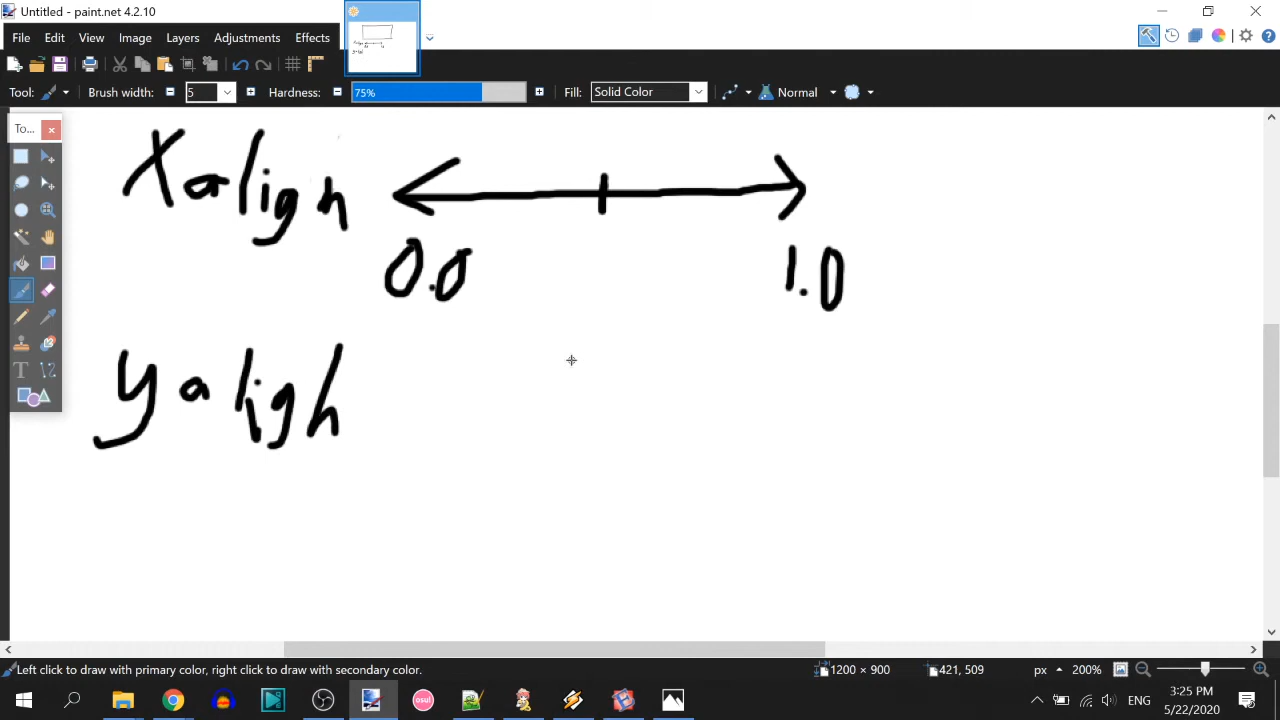 Untitled - paint.net 4.2.10
File Edit View Image Layers Adjustments Effects
Tool: Brush width: 5 Hardness: 75% Fill: Solid Color Normal
To...
Xalign
0.0 1.0
yalign
Left click to draw with primary color, right click to draw with secondary color. 1200 × 900 421, 509 px 200%
osu!
ENG
3:25 PM
5/22/2020